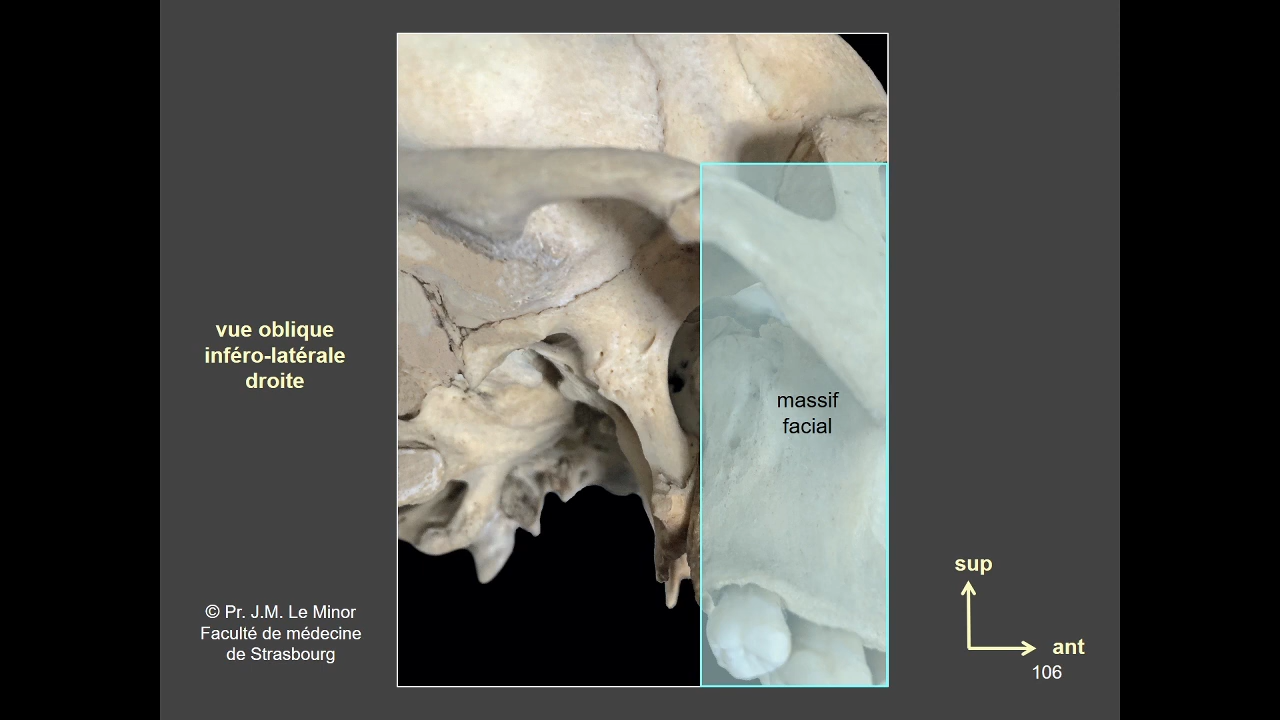 vue oblique
inféro-latérale
droite
massif
facial
© Pr. J.M. Le Minor
Faculté de médecine
de Strasbourg
sup
ant
106